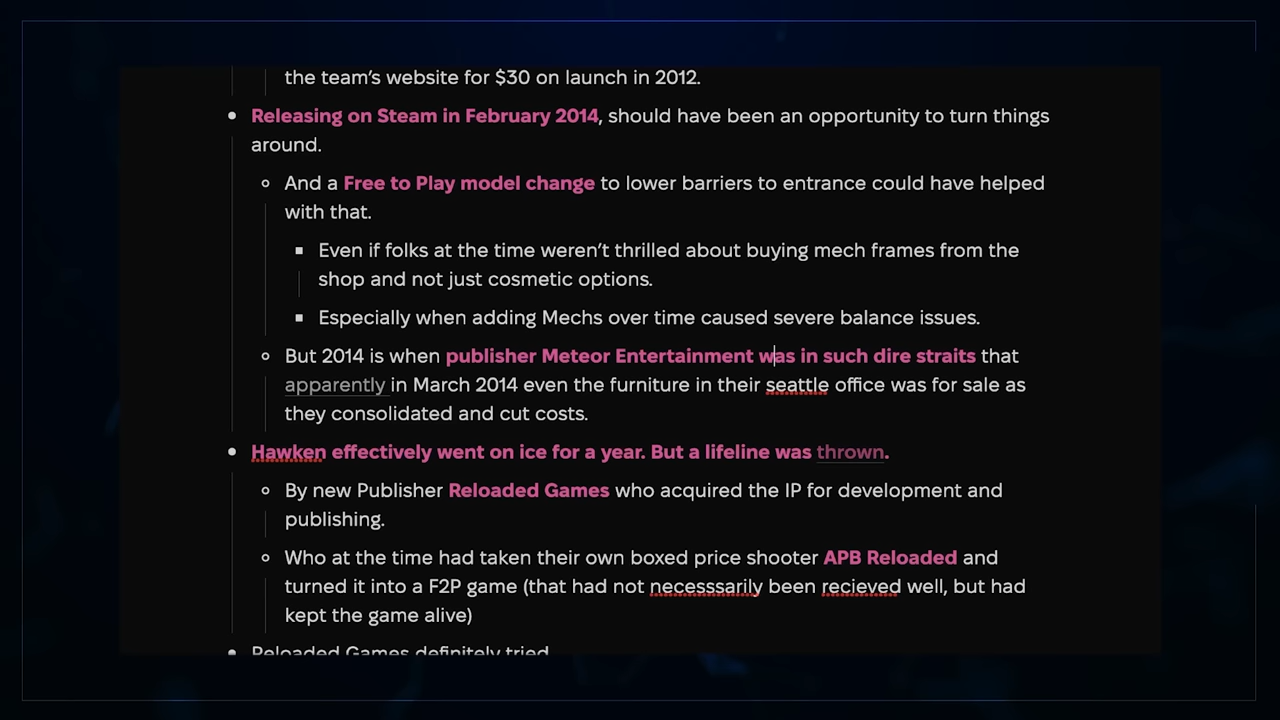 the team's website for $30 on launch in 2012.
Releasing on Steam in February 2014, should have been an opportunity to turn things
around.
And a Free to Play model change to lower barriers to entrance could have helped
with that.
Even if folks at the time weren't thrilled about buying mech frames from the
shop and not just cosmetic options.
Especially when adding Mechs over time caused severe balance issues.
But 2014 is when publisher Meteor Entertainment was in such dire straits that
apparently in March 2014 even the furniture in their seattle office was for sale as
they consolidated and cut costs.
Hawken effectively went on ice for a year. But a lifeline was thrown.
By new Publisher Reloaded Games who acquired the IP for development and
publishing.
Who at the time had taken their own boxed price shooter APB Reloaded and
turned it into a F2P game (that had not necesssarily been recieved well, but had
kept the game alive)
Reloaded Games definitely tried